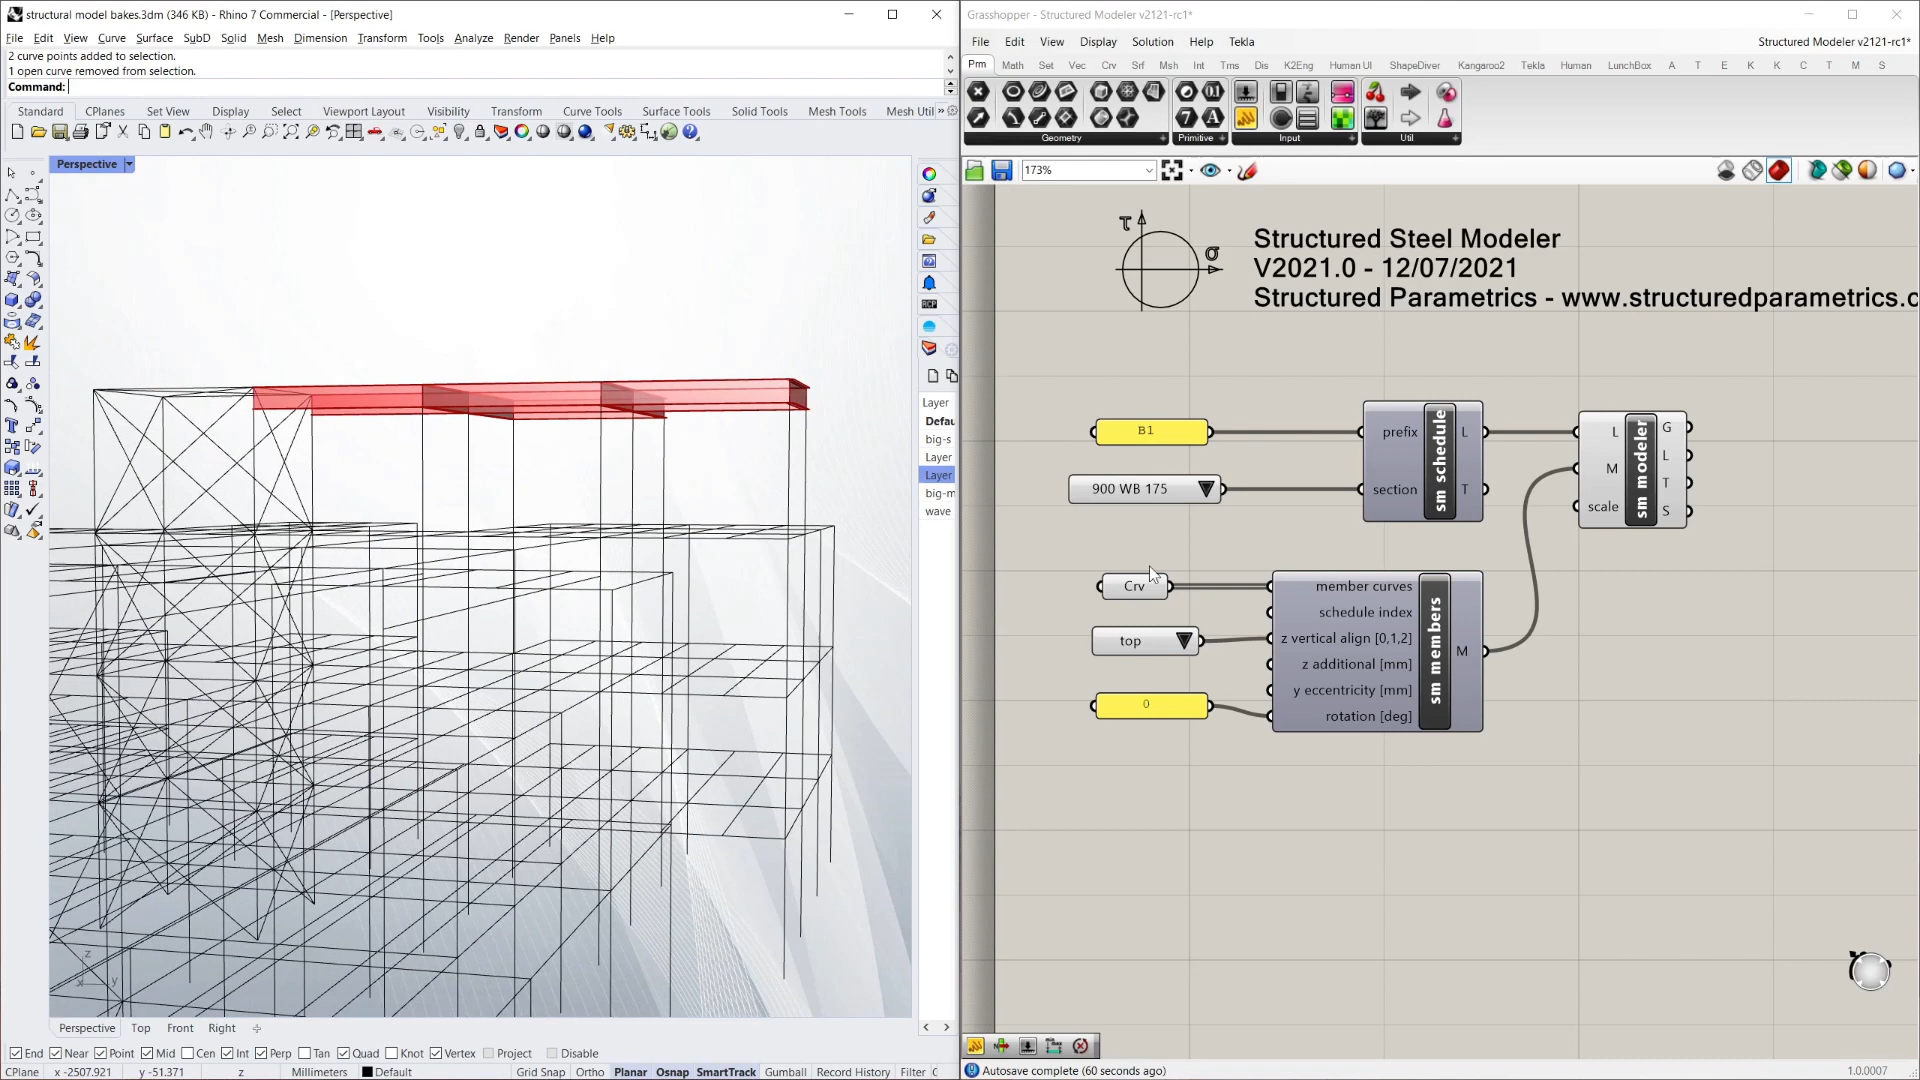 structural model bakes.3dm (346 KB) - Rhino 7 Commercial - [Perspective]
File Edit View Curve Surface SubD Solid Mesh Dimension Transform Tools Analyze Render Panels Help
2 curve points added to selection.
1 open curve removed from selection.
Command:
Standard CPlanes Set View Display Select Viewport Layout Visibility Transform Curve Tools Surface Tools Solid Tools Mesh Tools Mesh Util »
Perspective
Layer
Defau
big-s
Layer
Layer
big-m
wave
z
x y
Perspective Top Front Right
End Near Point Mid Cen Int Perp Tan Quad Knot Vertex Project Disable
CPlane x -2507.921 y -51.371 z Millimeters Default Grid Snap Ortho Planar Osnap SmartTrack Gumball Record History Filter C
Grasshopper - Structured Modeler v2121-rc1*
File Edit View Display Solution Help Tekla Structured Modeler v2121-rc1*
Prm Math Set Vec Crv Srf Msh Int Trns Dis K2Eng Human UI ShapeDiver Kangaroo2 Tekla Human LunchBox A T E K K C T M S
Geometry Primitive Input Util
173%
τ
σ
Structured Steel Modeler
V2021.0 - 12/07/2021
Structured Parametrics - www.structuredparametrics.c
B1
900 WB 175
prefix
section
sm schedule
L
T
L
M
scale
sm modeler
G
L
T
S
Crv
top
0
member curves
schedule index
z vertical align [0,1,2]
z additional [mm]
y eccentricity [mm]
rotation [deg]
sm members
M
Autosave complete (60 seconds ago)
1.0.0007